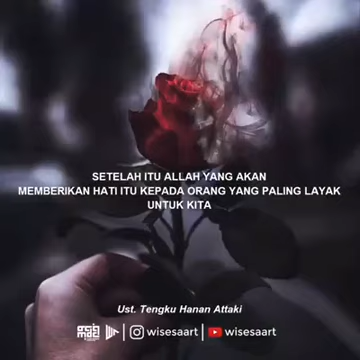 SETELAH ITU ALLAH YANG AKAN
MEMBERIKAN HATI ITU KEPADA ORANG YANG PALING LAYAK
UNTUK KITA
Ust. Tengku Hanan Attaki
wisesaart | wisesaart